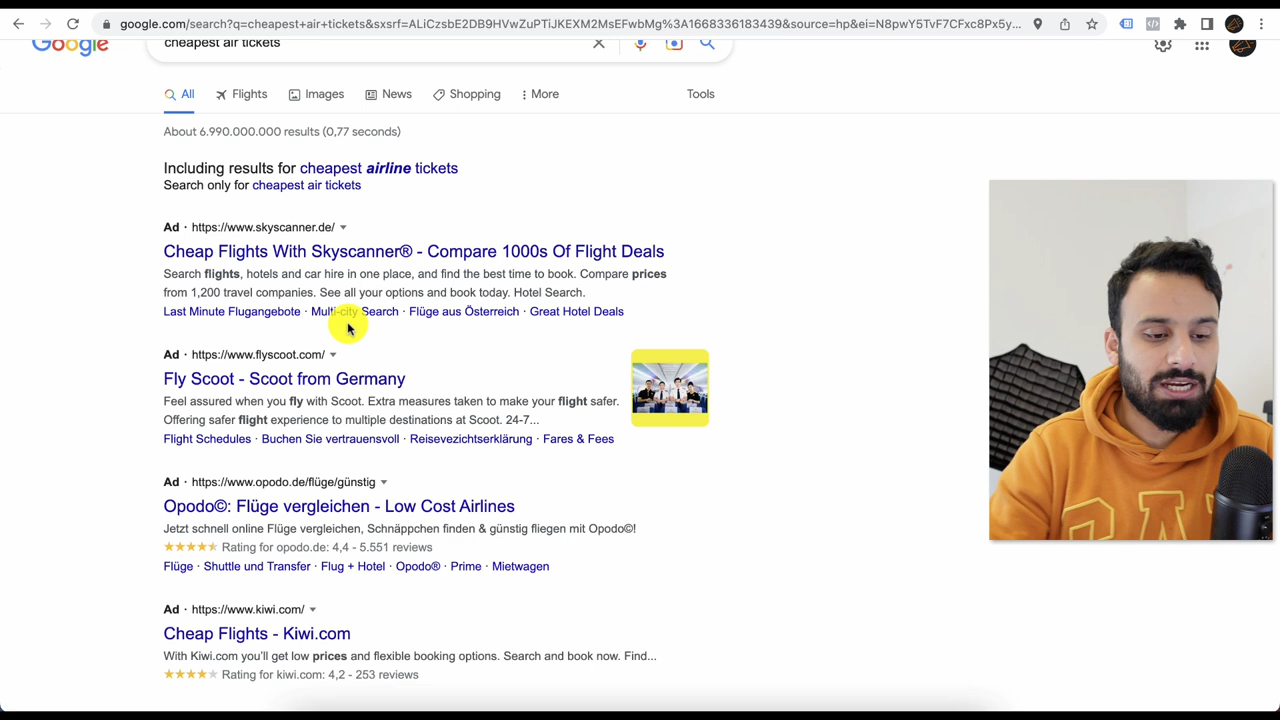 google.com/search?q=cheapest+air+tickets&sxsrf=ALiCzsbE2DB9HVwZuPTiJKEXM2MsEFwbMg%3A1668336183439&source=hp&ei=N8pwY5TvF7CFxc8Px5y...
Google
cheapest air tickets
All
Flights
Images
News
Shopping
More
Tools
About 6.990.000.000 results (0,77 seconds)
Including results for cheapest airline tickets
Search only for cheapest air tickets
Ad · https://www.skyscanner.de/
Cheap Flights With Skyscanner® - Compare 1000s Of Flight Deals
Search flights, hotels and car hire in one place, and find the best time to book. Compare prices
from 1,200 travel companies. See all your options and book today. Hotel Search.
Last Minute Flugangebote · Multi-city Search · Flüge aus Österreich · Great Hotel Deals
Ad · https://www.flyscoot.com/
Fly Scoot - Scoot from Germany
Feel assured when you fly with Scoot. Extra measures taken to make your flight safer.
Offering safer flight experience to multiple destinations at Scoot. 24-7...
Flight Schedules · Buchen Sie vertrauensvoll · Reisevezichtserklärung · Fares & Fees
Ad · https://www.opodo.de/flüge/günstig
Opodo©: Flüge vergleichen - Low Cost Airlines
Jetzt schnell online Flüge vergleichen, Schnäppchen finden & günstig fliegen mit Opodo©!
Rating for opodo.de: 4,4 - 5.551 reviews
Flüge · Shuttle und Transfer · Flug + Hotel · Opodo® · Prime · Mietwagen
Ad · https://www.kiwi.com/
Cheap Flights - Kiwi.com
With Kiwi.com you'll get low prices and flexible booking options. Search and book now. Find...
Rating for kiwi.com: 4,2 - 253 reviews